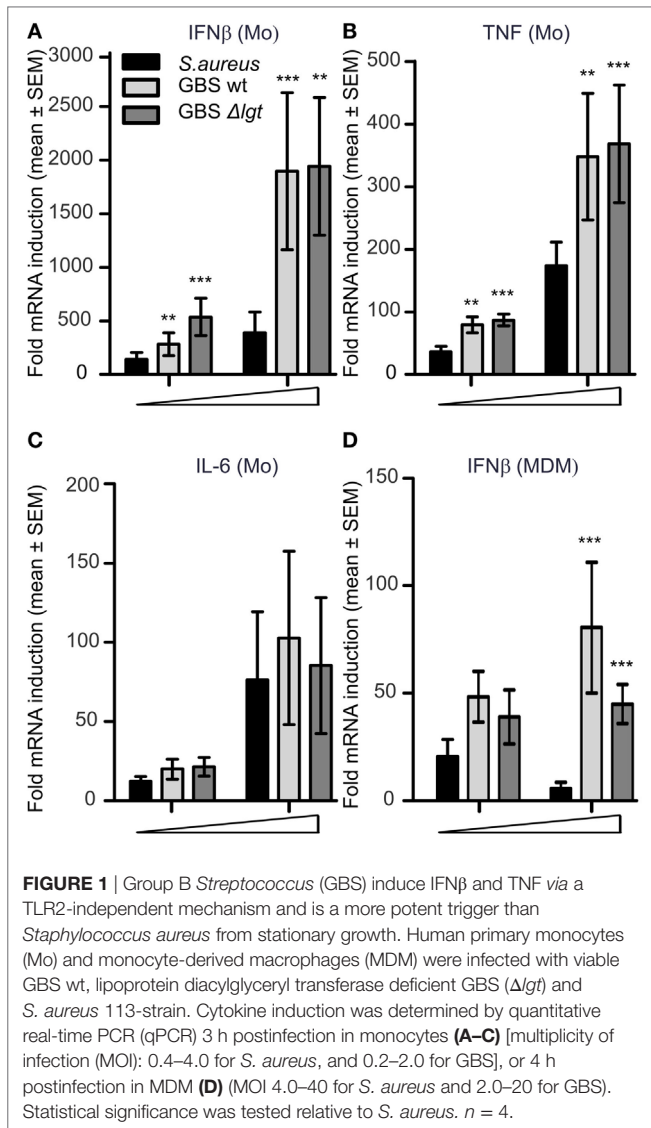 A
IFNβ (Mo)
Fold mRNA induction (mean ± SEM)
3000
2500
2000
1500
1000
500
0
S.aureus
GBS wt
GBS Δlgt
** *** *** **
B
TNF (Mo)
Fold mRNA induction (mean ± SEM)
500
400
300
200
100
0
** *** ** ***
C
IL-6 (Mo)
Fold mRNA induction (mean ± SEM)
200
150
100
50
0
D
IFNβ (MDM)
Fold mRNA induction (mean ± SEM)
150
100
50
0
*** ***
FIGURE 1 | Group B Streptococcus (GBS) induce IFNβ and TNF via a
TLR2-independent mechanism and is a more potent trigger than
Staphylococcus aureus from stationary growth. Human primary monocytes
(Mo) and monocyte-derived macrophages (MDM) were infected with viable
GBS wt, lipoprotein diacylglyceryl transferase deficient GBS (Δlgt) and
S. aureus 113-strain. Cytokine induction was determined by quantitative
real-time PCR (qPCR) 3 h postinfection in monocytes (A–C) [multiplicity of
infection (MOI): 0.4–4.0 for S. aureus, and 0.2–2.0 for GBS], or 4 h
postinfection in MDM (D) (MOI 4.0–40 for S. aureus and 2.0–20 for GBS).
Statistical significance was tested relative to S. aureus. n = 4.